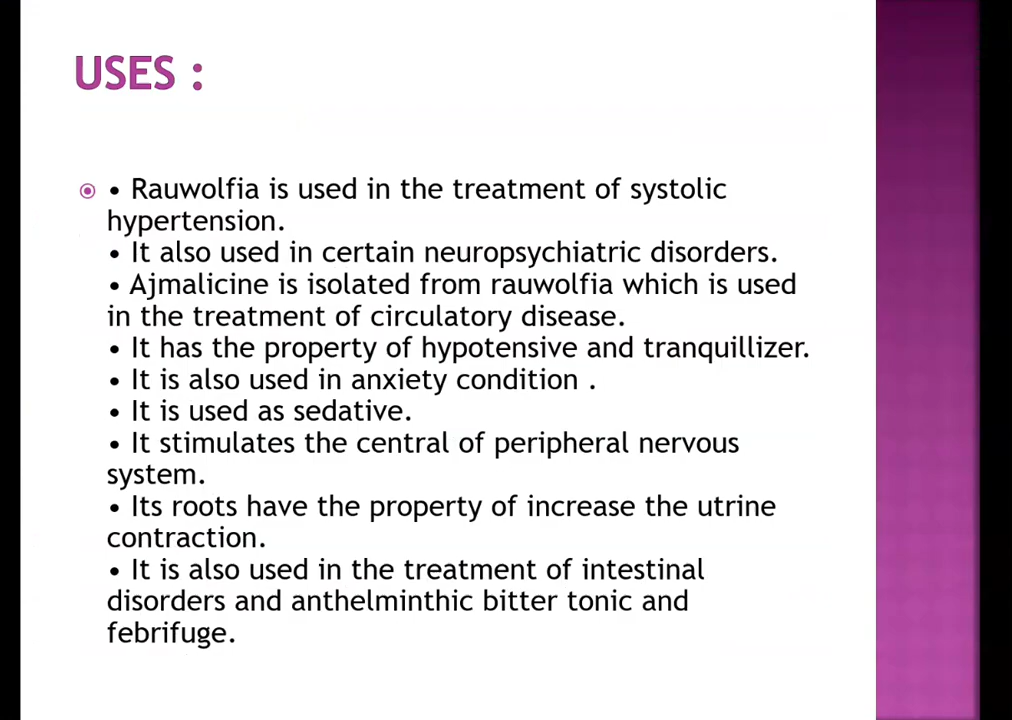 USES :
• Rauwolfia is used in the treatment of systolic
hypertension.
• It also used in certain neuropsychiatric disorders.
• Ajmalicine is isolated from rauwolfia which is used
in the treatment of circulatory disease.
• It has the property of hypotensive and tranquillizer.
• It is also used in anxiety condition .
• It is used as sedative.
• It stimulates the central of peripheral nervous
system.
• Its roots have the property of increase the utrine
contraction.
• It is also used in the treatment of intestinal
disorders and anthelminthic bitter tonic and
febrifuge.